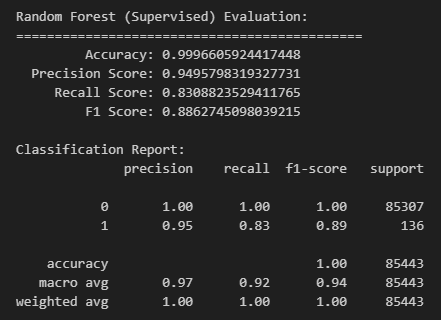 Random Forest (Supervised) Evaluation:
=============================================
Accuracy: 0.9996605924417448
Precision Score: 0.9495798319327731
Recall Score: 0.8308823529411765
F1 Score: 0.8862745098039215
Classification Report:
precision recall f1-score support
0 1.00 1.00 1.00 85307
1 0.95 0.83 0.89 136
accuracy 1.00 85443
macro avg 0.97 0.92 0.94 85443
weighted avg 1.00 1.00 1.00 85443